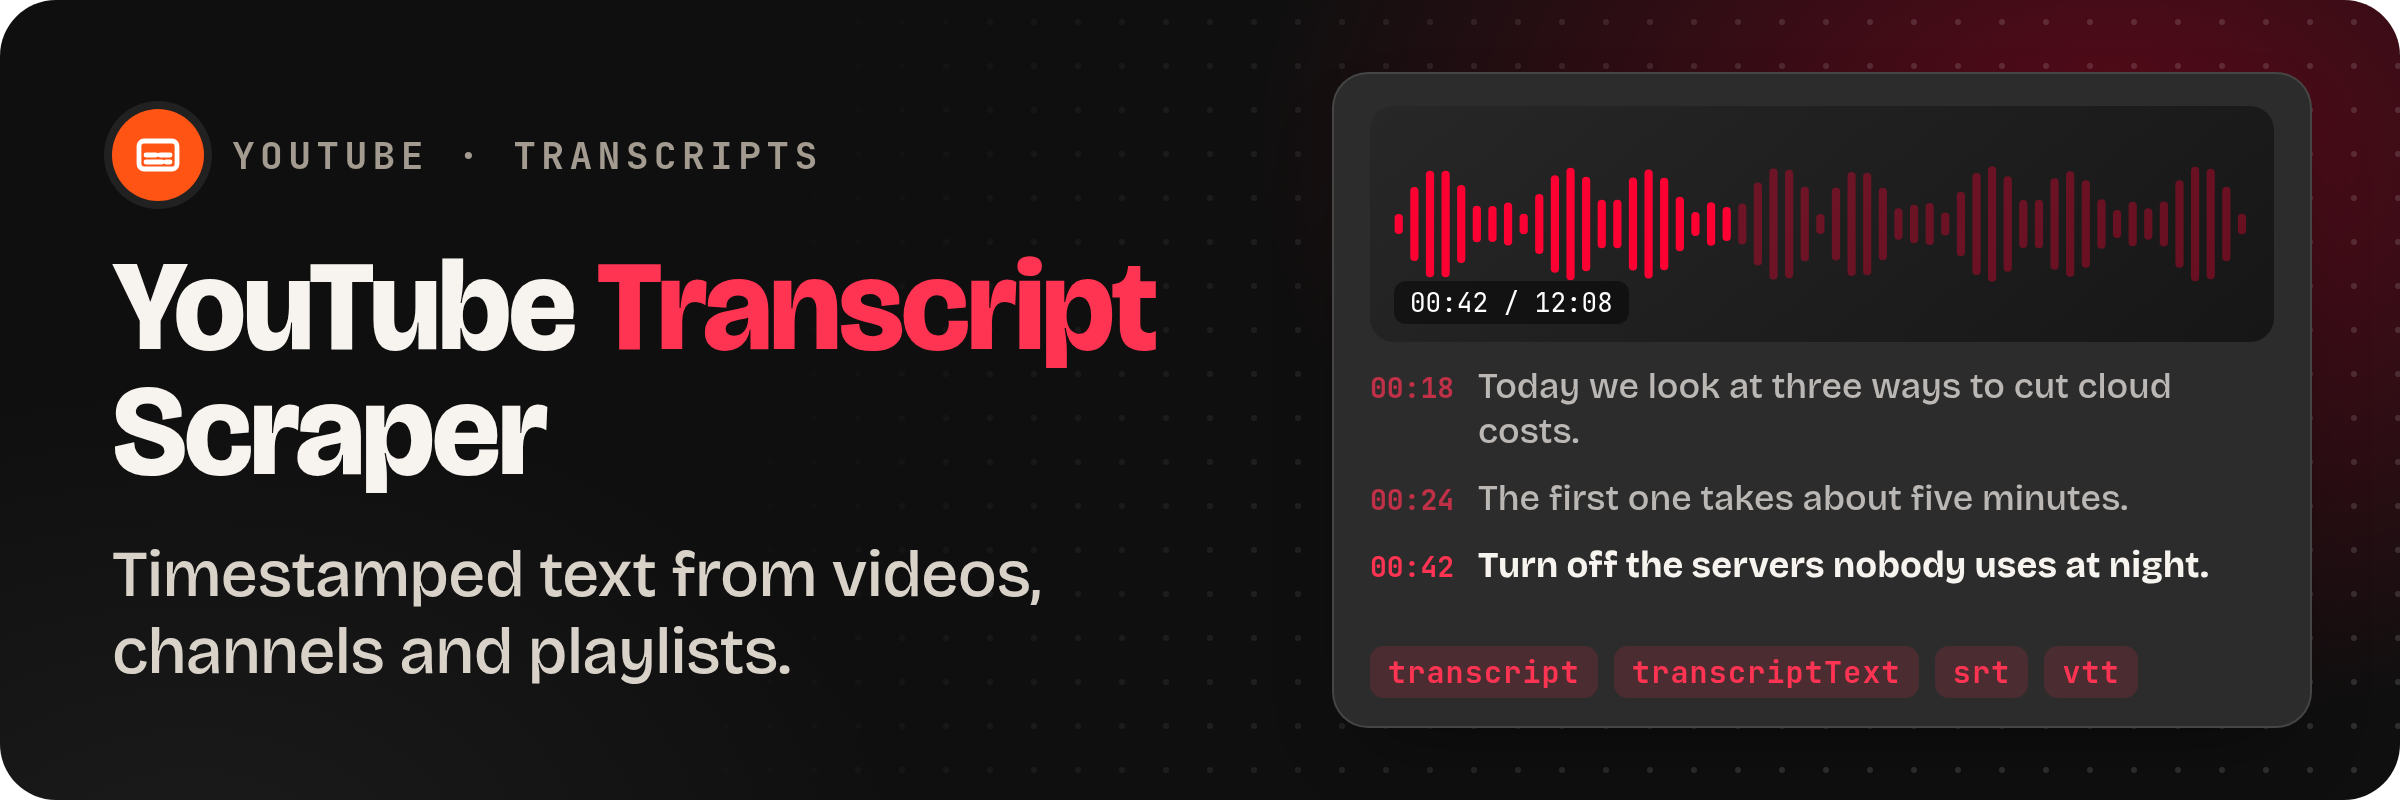 YOUTUBE · TRANSCRIPTS
YouTube Transcript
Scraper
Timestamped text from videos,
channels and playlists.
00:42 / 12:08
00:18 Today we look at three ways to cut cloud
costs.
00:24 The first one takes about five minutes.
00:42 Turn off the servers nobody uses at night.
transcript transcriptText srt vtt